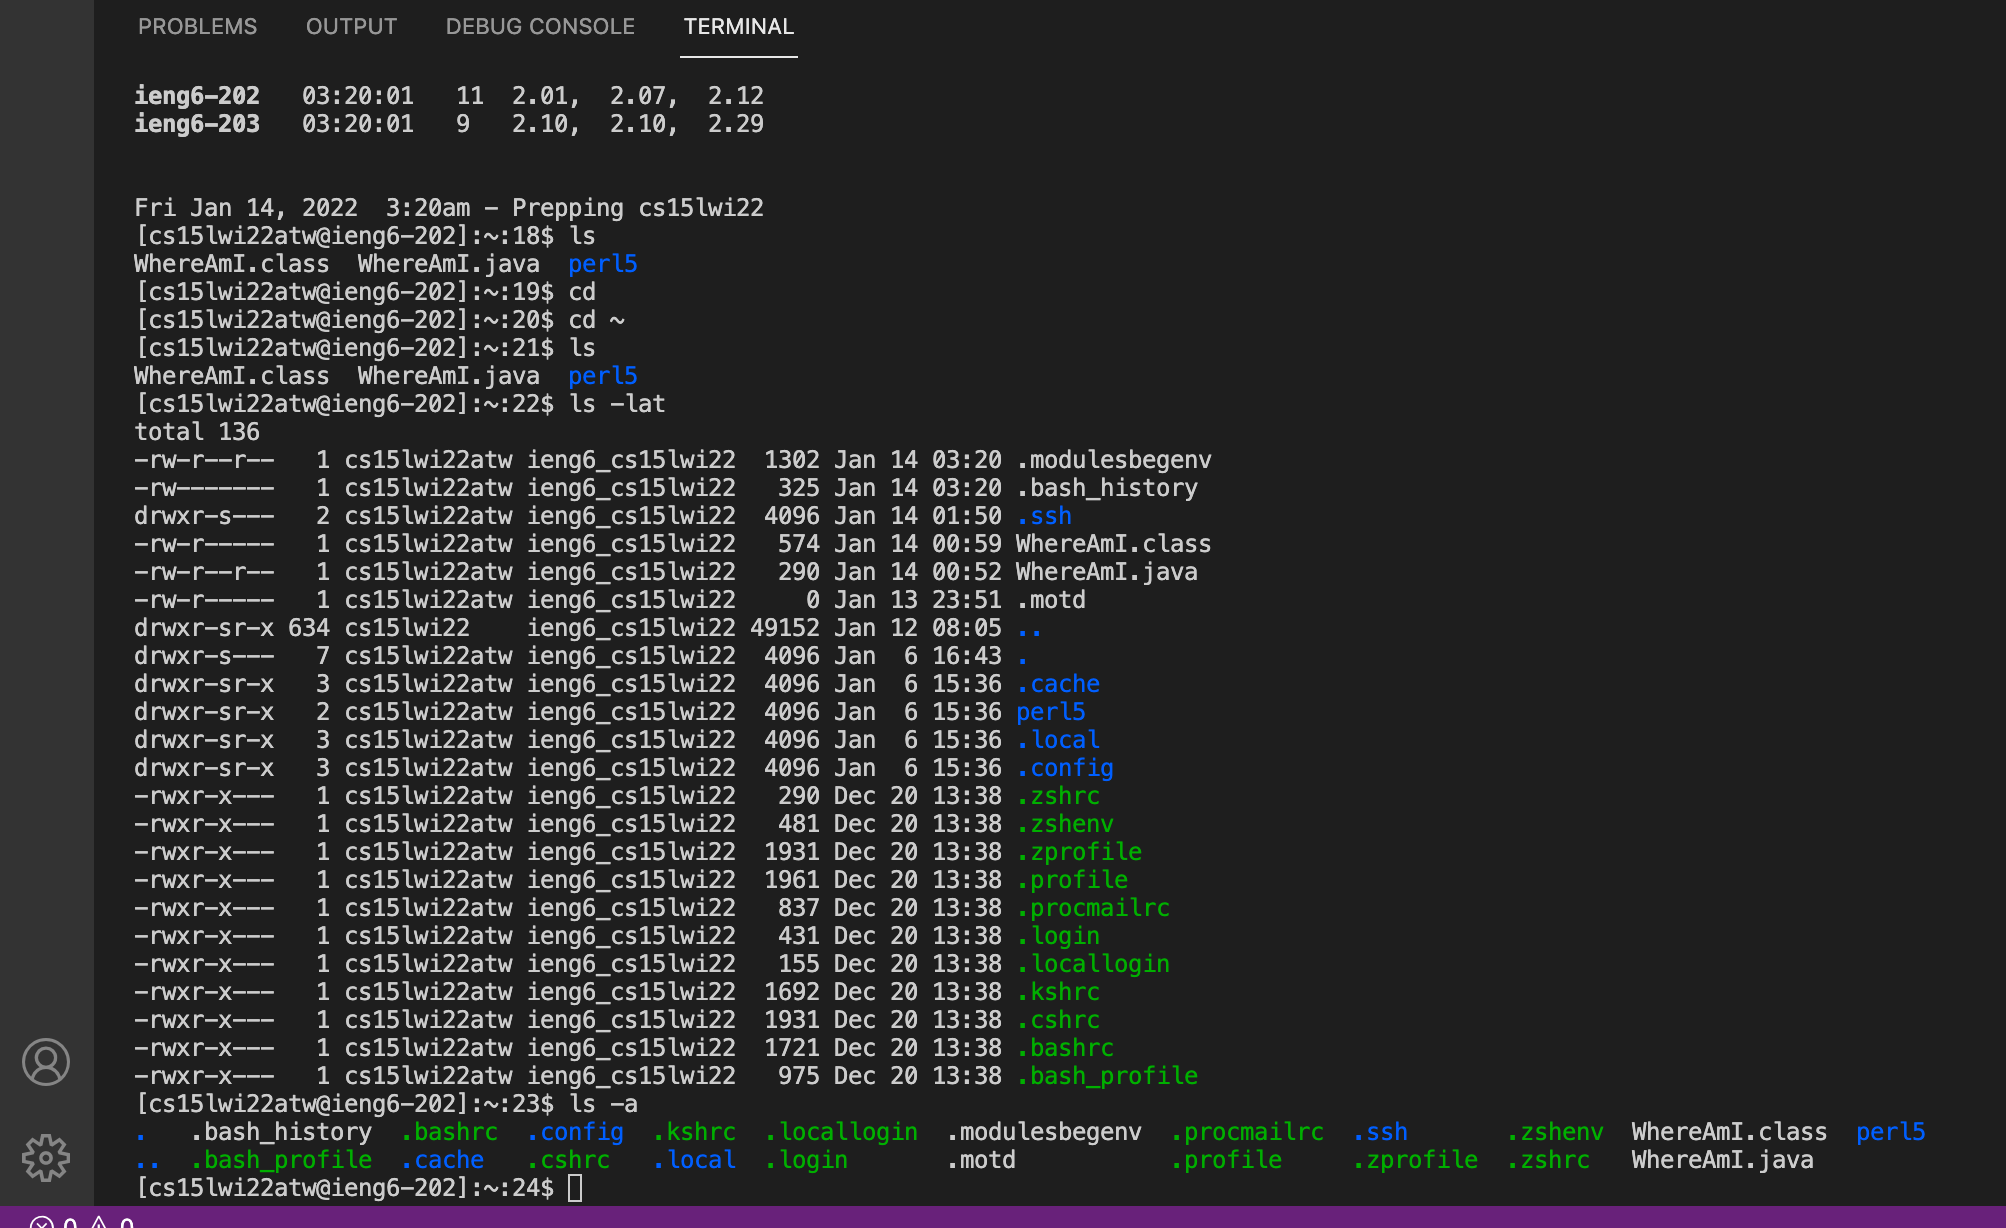 PROBLEMS OUTPUT DEBUG CONSOLE TERMINAL
ieng6-202   03:20:01   11  2.01,  2.07,  2.12
ieng6-203   03:20:01   9   2.10,  2.10,  2.29
Fri Jan 14, 2022  3:20am - Prepping cs15lwi22
[cs15lwi22atw@ieng6-202]:~:18$ ls
WhereAmI.class  WhereAmI.java  perl5
[cs15lwi22atw@ieng6-202]:~:19$ cd
[cs15lwi22atw@ieng6-202]:~:20$ cd ~
[cs15lwi22atw@ieng6-202]:~:21$ ls
WhereAmI.class  WhereAmI.java  perl5
[cs15lwi22atw@ieng6-202]:~:22$ ls -lat
total 136
-rw-r--r--   1 cs15lwi22atw ieng6_cs15lwi22  1302 Jan 14 03:20 .modulesbegenv
-rw-------   1 cs15lwi22atw ieng6_cs15lwi22   325 Jan 14 03:20 .bash_history
drwxr-s---   2 cs15lwi22atw ieng6_cs15lwi22  4096 Jan 14 01:50 .ssh
-rw-r-----   1 cs15lwi22atw ieng6_cs15lwi22   574 Jan 14 00:59 WhereAmI.class
-rw-r--r--   1 cs15lwi22atw ieng6_cs15lwi22   290 Jan 14 00:52 WhereAmI.java
-rw-r-----   1 cs15lwi22atw ieng6_cs15lwi22     0 Jan 13 23:51 .motd
drwxr-sr-x 634 cs15lwi22    ieng6_cs15lwi22 49152 Jan 12 08:05 ..
drwxr-s---   7 cs15lwi22atw ieng6_cs15lwi22  4096 Jan  6 16:43 .
drwxr-sr-x   3 cs15lwi22atw ieng6_cs15lwi22  4096 Jan  6 15:36 .cache
drwxr-sr-x   2 cs15lwi22atw ieng6_cs15lwi22  4096 Jan  6 15:36 perl5
drwxr-sr-x   3 cs15lwi22atw ieng6_cs15lwi22  4096 Jan  6 15:36 .local
drwxr-sr-x   3 cs15lwi22atw ieng6_cs15lwi22  4096 Jan  6 15:36 .config
-rwxr-x---   1 cs15lwi22atw ieng6_cs15lwi22   290 Dec 20 13:38 .zshrc
-rwxr-x---   1 cs15lwi22atw ieng6_cs15lwi22   481 Dec 20 13:38 .zshenv
-rwxr-x---   1 cs15lwi22atw ieng6_cs15lwi22  1931 Dec 20 13:38 .zprofile
-rwxr-x---   1 cs15lwi22atw ieng6_cs15lwi22  1961 Dec 20 13:38 .profile
-rwxr-x---   1 cs15lwi22atw ieng6_cs15lwi22   837 Dec 20 13:38 .procmailrc
-rwxr-x---   1 cs15lwi22atw ieng6_cs15lwi22   431 Dec 20 13:38 .login
-rwxr-x---   1 cs15lwi22atw ieng6_cs15lwi22   155 Dec 20 13:38 .locallogin
-rwxr-x---   1 cs15lwi22atw ieng6_cs15lwi22  1692 Dec 20 13:38 .kshrc
-rwxr-x---   1 cs15lwi22atw ieng6_cs15lwi22  1931 Dec 20 13:38 .cshrc
-rwxr-x---   1 cs15lwi22atw ieng6_cs15lwi22  1721 Dec 20 13:38 .bashrc
-rwxr-x---   1 cs15lwi22atw ieng6_cs15lwi22   975 Dec 20 13:38 .bash_profile
[cs15lwi22atw@ieng6-202]:~:23$ ls -a
.   .bash_history  .bashrc  .config  .kshrc  .locallogin  .modulesbegenv  .procmailrc  .ssh       .zshenv  WhereAmI.class  perl5
..  .bash_profile  .cache   .cshrc   .local  .login       .motd           .profile     .zprofile  .zshrc   WhereAmI.java
[cs15lwi22atw@ieng6-202]:~:24$
0 0